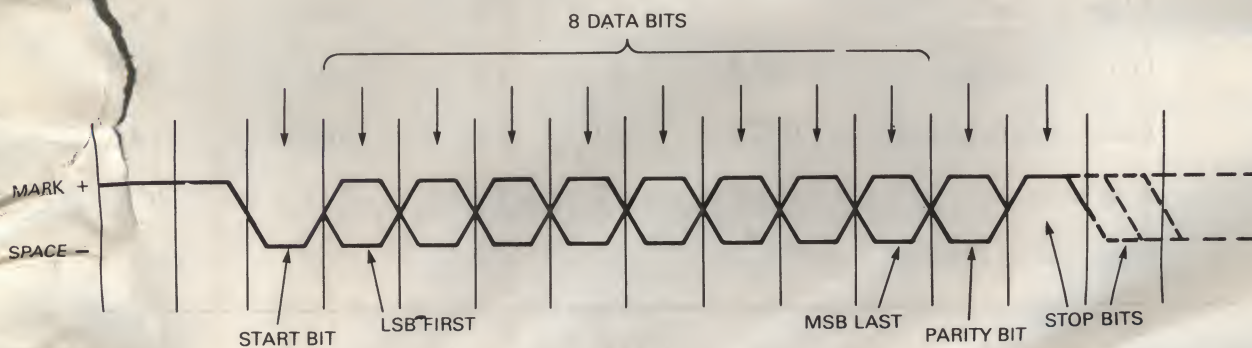 8 DATA BITS
MARK +
SPACE −
START BIT
LSB FIRST
MSB LAST
PARITY BIT
STOP BITS